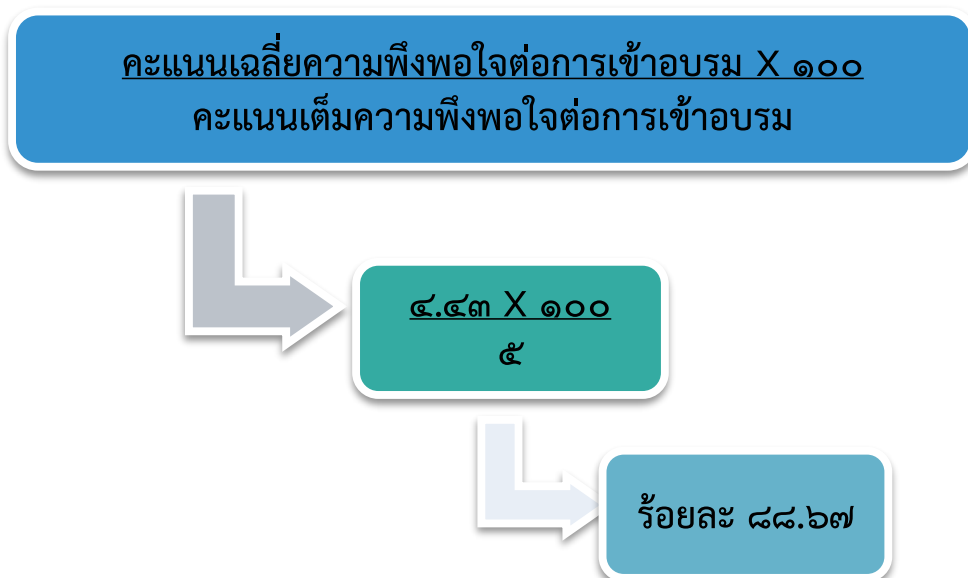 คะแนนเฉลี่ยความพึงพอใจต่อการเข้าอบรม X ๑๐๐
คะแนนเต็มความพึงพอใจต่อการเข้าอบรม
๔.๔๓ X ๑๐๐
๕
ร้อยละ ๘๘.๖๗